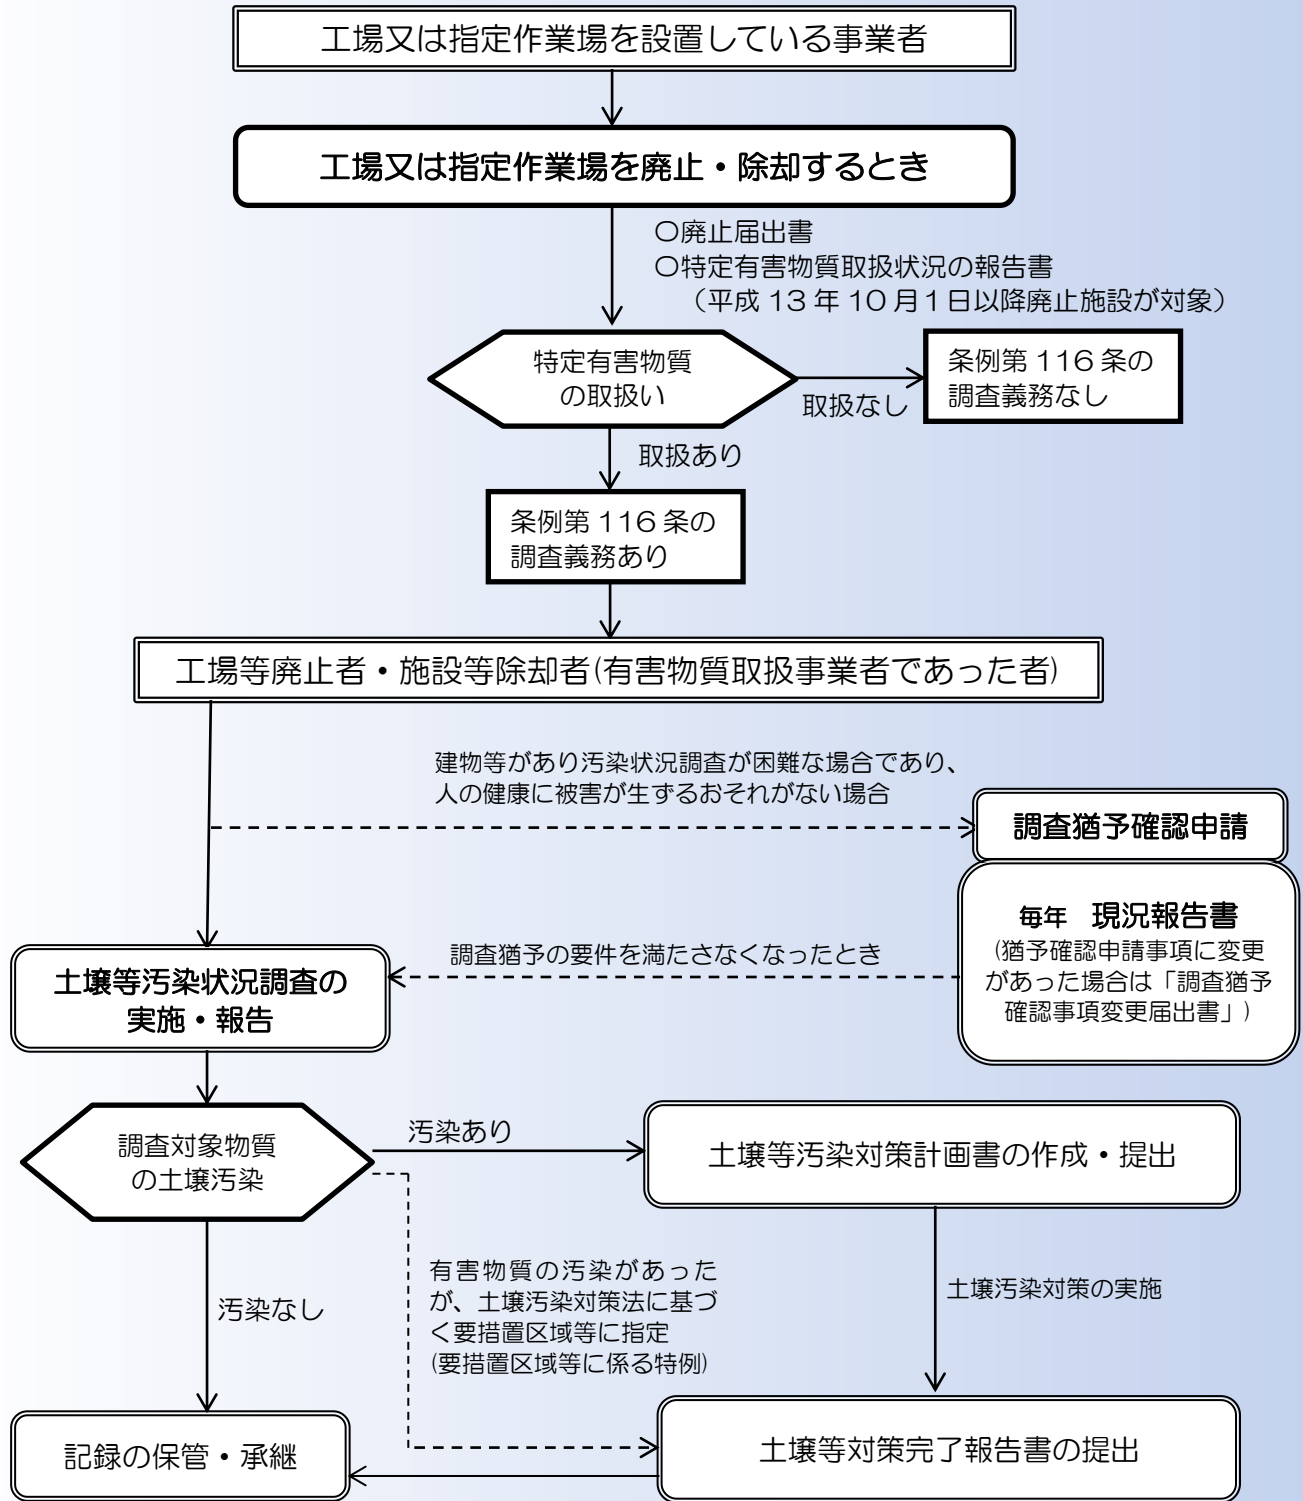 工場又は指定作業場を設置している事業者
工場又は指定作業場を廃止・除却するとき
○廃止届出書
○特定有害物質取扱状況の報告書
（平成 13 年 10 月１日以降廃止施設が対象）
特定有害物質
の取扱い
取扱なし
条例第 116 条の
調査義務なし
取扱あり
条例第 116 条の
調査義務あり
工場等廃止者・施設等除却者(有害物質取扱事業者であった者)
建物等があり汚染状況調査が困難な場合であり、
人の健康に被害が生ずるおそれがない場合
調査猶予確認申請
毎年　現況報告書
(猶予確認申請事項に変更
があった場合は「調査猶予
確認事項変更届出書」)
調査猶予の要件を満たさなくなったとき
土壌等汚染状況調査の
実施・報告
調査対象物質
の土壌汚染
汚染あり
土壌等汚染対策計画書の作成・提出
有害物質の汚染があった
が、土壌汚染対策法に基づ
く要措置区域等に指定
(要措置区域等に係る特例)
土壌汚染対策の実施
汚染なし
記録の保管・承継
土壌等対策完了報告書の提出